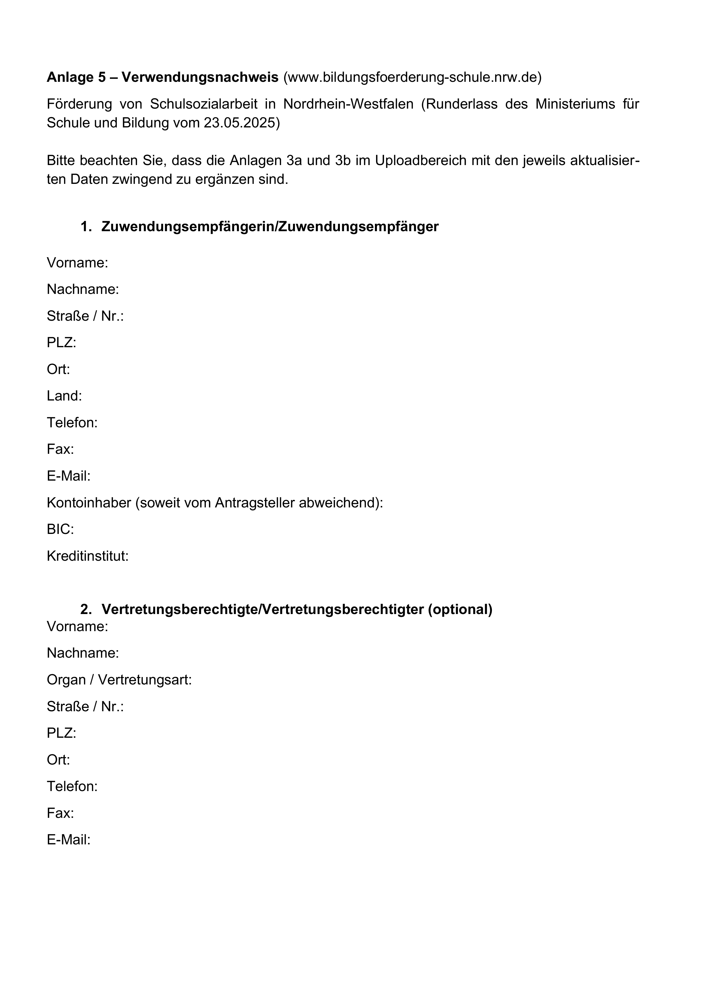 Anlage 5 – Verwendungsnachweis (www.bildungsfoerderung-schule.nrw.de)
Förderung von Schulsozialarbeit in Nordrhein-Westfalen (Runderlass des Ministeriums für
Schule und Bildung vom 23.05.2025)
Bitte beachten Sie, dass die Anlagen 3a und 3b im Uploadbereich mit den jeweils aktualisier-
ten Daten zwingend zu ergänzen sind.
1. Zuwendungsempfängerin/Zuwendungsempfänger
Vorname:
Nachname:
Straße / Nr.:
PLZ:
Ort:
Land:
Telefon:
Fax:
E-Mail:
Kontoinhaber (soweit vom Antragsteller abweichend):
BIC:
Kreditinstitut:
2. Vertretungsberechtigte/Vertretungsberechtigter (optional)
Vorname:
Nachname:
Organ / Vertretungsart:
Straße / Nr.:
PLZ:
Ort:
Telefon:
Fax:
E-Mail: